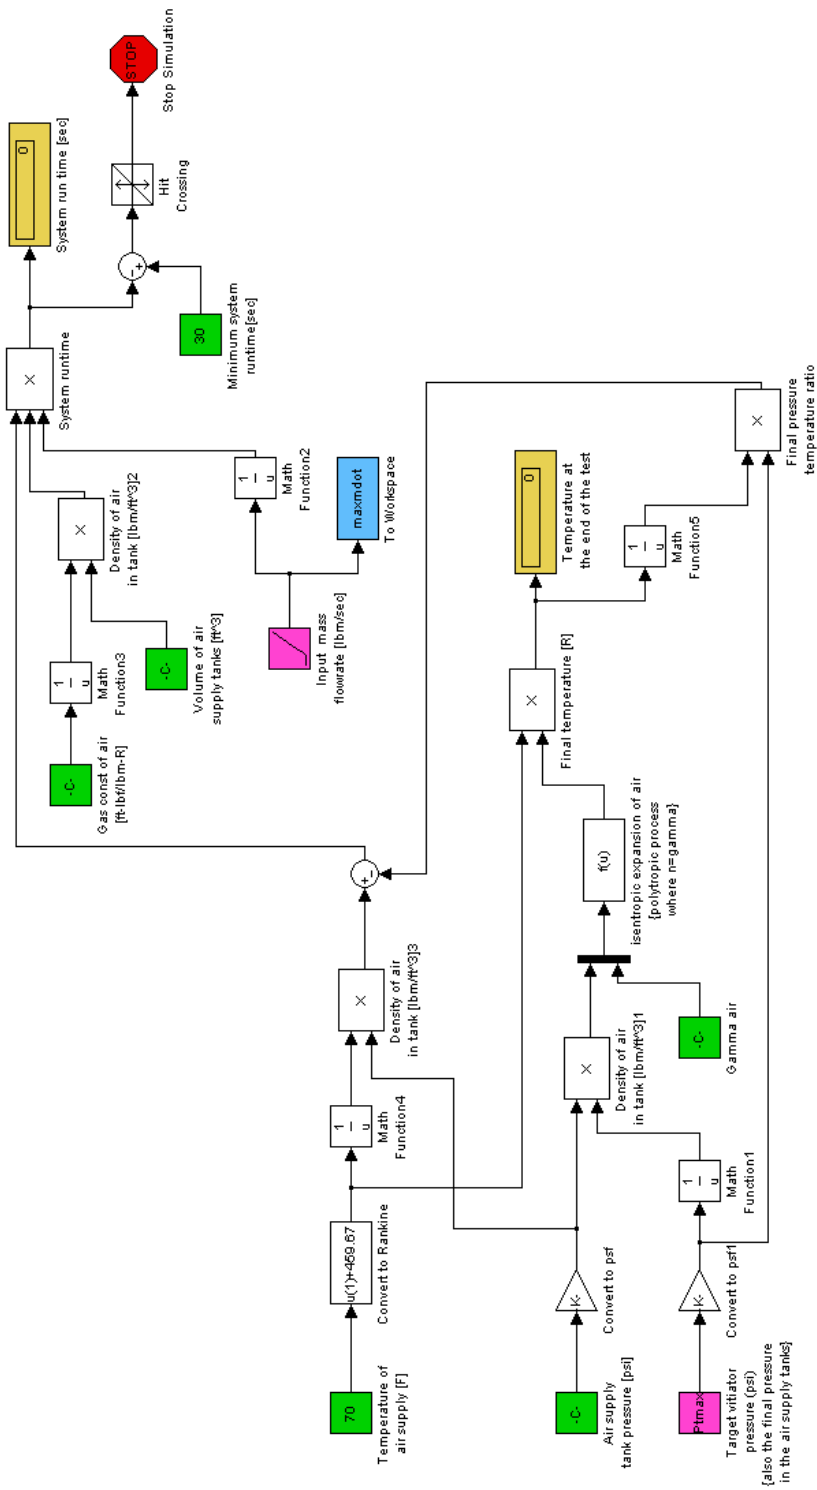 70
Temperature of
air supply [F]
u(1)+459.67
Convert to Rankine
1
u
Math
Function4
×
Density of air
in tank [lbm/ft^3]3
+
-
-C-
Gas const of air
[ft-lbf/lbm-R]
1
u
Math
Function3
-C-
Volume of air
supply tanks [ft^3]
×
Density of air
in tank [lbm/ft^3]2
Input mass
flowrate [lbm/sec]
1
u
Math
Function2
maxmdot
To Workspace
×
System runtime
0
System run time [sec]
30
Minimum system
runtime[sec]
-
+
Hit
Crossing
STOP
Stop Simulation
-C-
Air supply
tank pressure [psi]
K-
Convert to psf
Ptmax
Target vitiator
pressure (psi)
{also the final pressure
in the air supply tanks}
K-
Convert to psf1
1
u
Math
Function1
×
Density of air
in tank [lbm/ft^3]1
-C-
Gamma air
f(u)
isentropic expansion of air
{polytropic process
where n=gamma}
×
Final temperature [R]
0
Temperature at
the end of the test
1
u
Math
Function5
×
Final pressure
temperature ratio